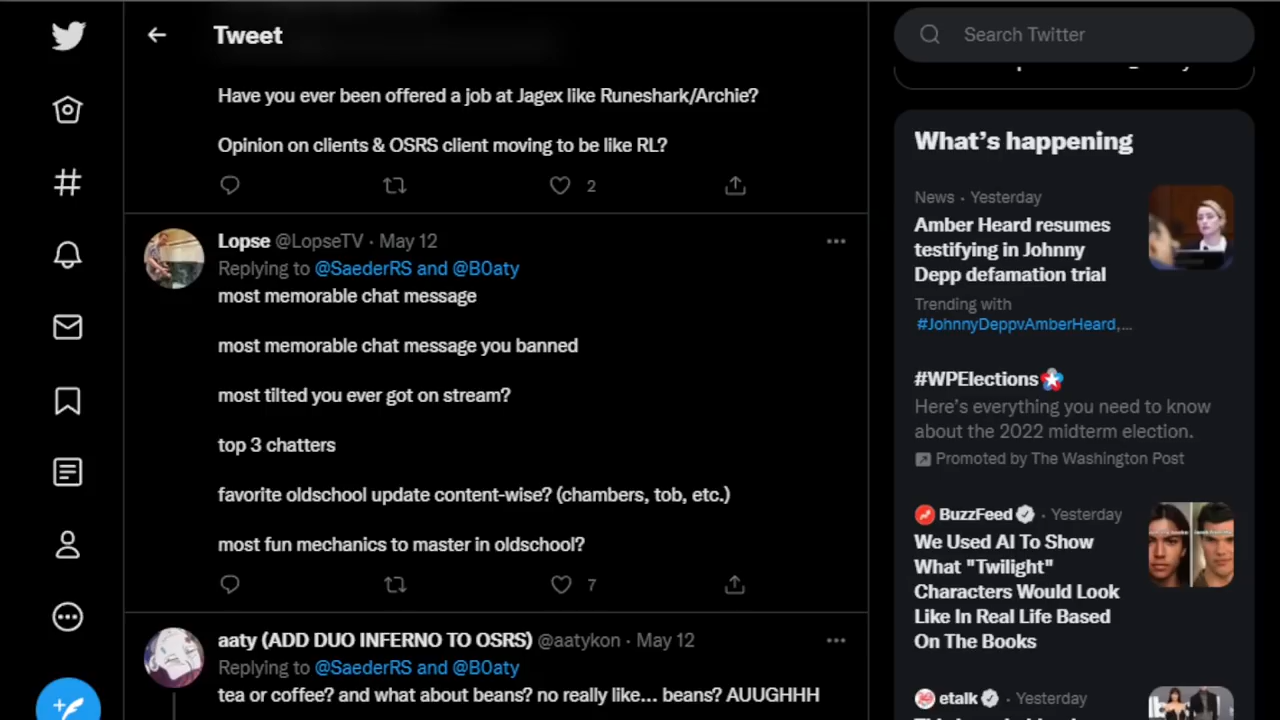 Tweet
Search Twitter
Have you ever been offered a job at Jagex like Runeshark/Archie?
Opinion on clients & OSRS client moving to be like RL?
2
Lopse @LopseTV · May 12
Replying to @SaederRS and @B0aty
most memorable chat message
most memorable chat message you banned
most tilted you ever got on stream?
top 3 chatters
favorite oldschool update content-wise? (chambers, tob, etc.)
most fun mechanics to master in oldschool?
7
aaty (ADD DUO INFERNO TO OSRS) @aatykon · May 12
Replying to @SaederRS and @B0aty
tea or coffee? and what about beans? no really like... beans? AUUGHHH
What's happening
News · Yesterday
Amber Heard resumes
testifying in Johnny
Depp defamation trial
Trending with
#JohnnyDeppvAmberHeard,...
#WPElections
Here's everything you need to know
about the 2022 midterm election.
Promoted by The Washington Post
BuzzFeed · Yesterday
We Used AI To Show
What "Twilight"
Characters Would Look
Like In Real Life Based
On The Books
etalk · Yesterday